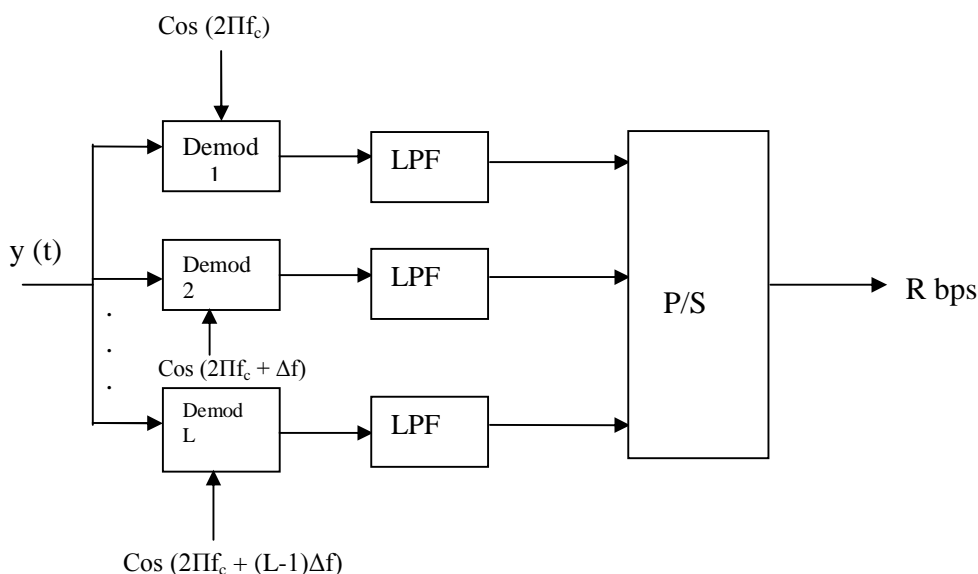 Cos (2Πf_c)
Demod
1
LPF
y (t)
Demod
2
LPF
P/S
R bps
.
.
.
Cos (2Πf_c + Δf)
Demod
L
LPF
Cos (2Πf_c + (L-1)Δf)